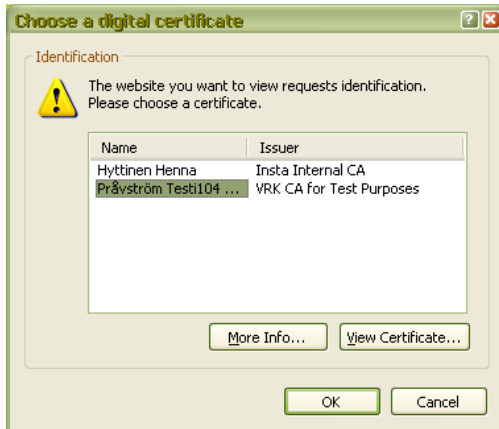 Choose a digital certificate
Identification
The website you want to view requests identification.
Please choose a certificate.
Name Issuer
Hyttinen Henna Insta Internal CA
Pråvström Testi104 ... VRK CA for Test Purposes
More Info... View Certificate...
OK Cancel